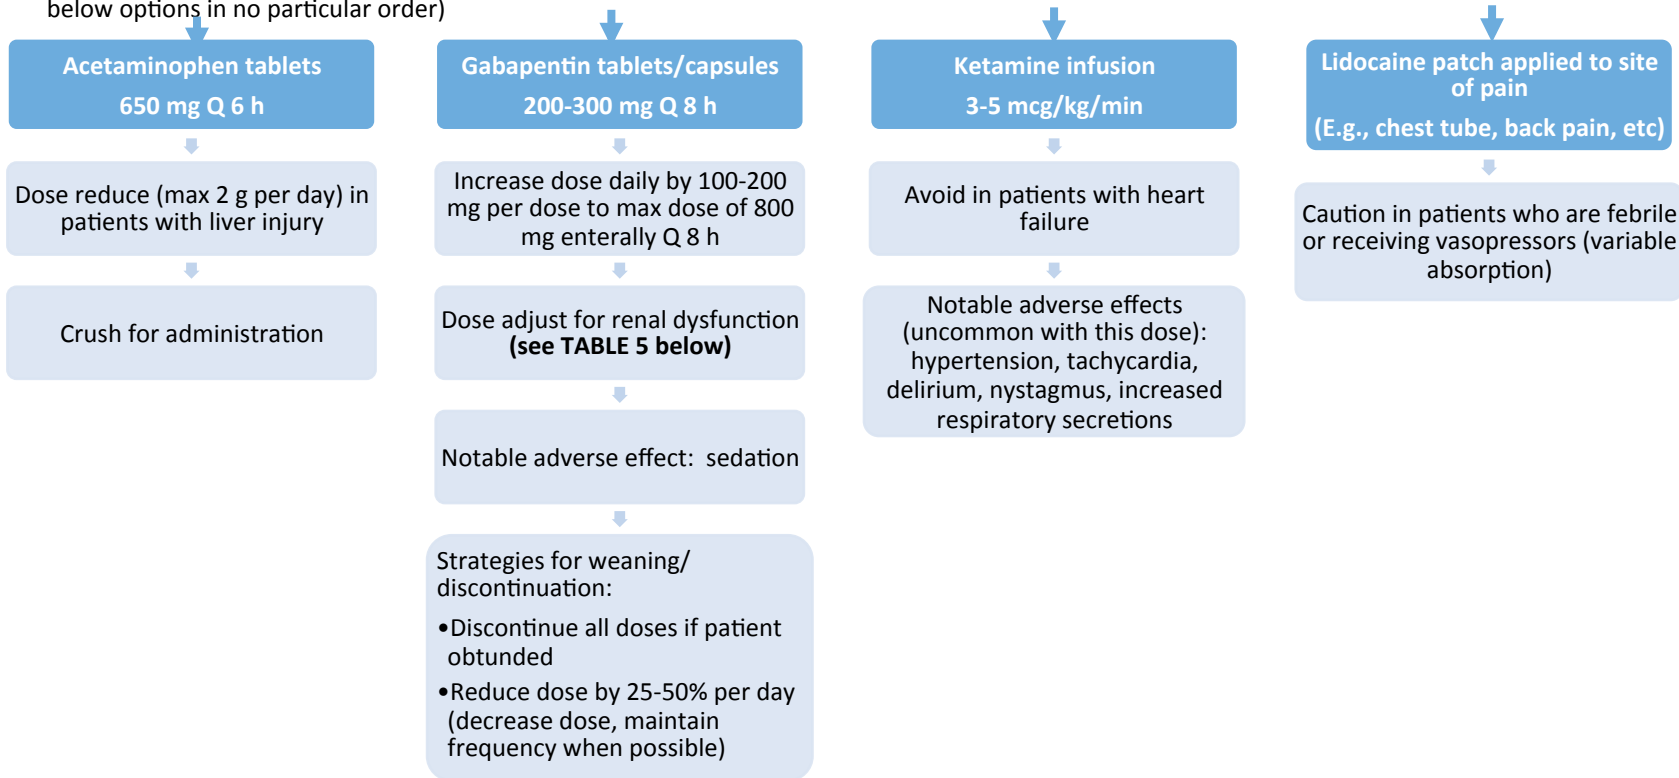 below options in no particular order)
Acetaminophen tablets
650 mg Q 6 h
Dose reduce (max 2 g per day) in
patients with liver injury
Crush for administration
Gabapentin tablets/capsules
200-300 mg Q 8 h
Increase dose daily by 100-200
mg per dose to max dose of 800
mg enterally Q 8 h
Dose adjust for renal dysfunction
(see TABLE 5 below)
Notable adverse effect:  sedation
Strategies for weaning/
discontinuation:
•Discontinue all doses if patient
obtunded
•Reduce dose by 25-50% per day
(decrease dose, maintain
frequency when possible)
Ketamine infusion
3-5 mcg/kg/min
Avoid in patients with heart
failure
Notable adverse effects
(uncommon with this dose):
hypertension, tachycardia,
delirium, nystagmus, increased
respiratory secretions
Lidocaine patch applied to site
of pain
(E.g., chest tube, back pain, etc)
Caution in patients who are febrile
or receiving vasopressors (variable
absorption)